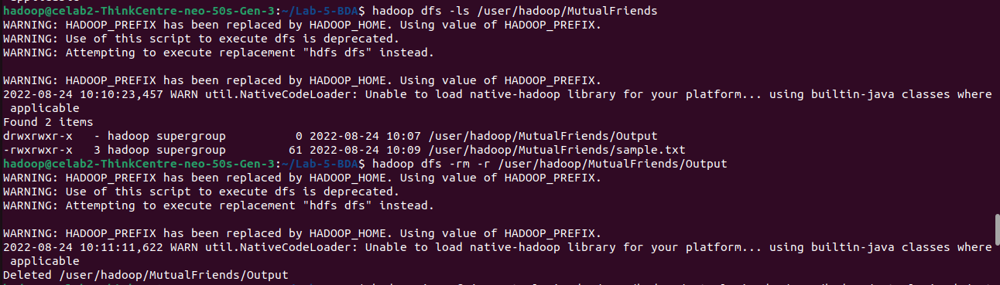 hadoop@celab2-ThinkCentre-neo-50s-Gen-3:~/Lab-5-BDA$ hadoop dfs -ls /user/hadoop/MutualFriends
WARNING: HADOOP_PREFIX has been replaced by HADOOP_HOME. Using value of HADOOP_PREFIX.
WARNING: Use of this script to execute dfs is deprecated.
WARNING: Attempting to execute replacement "hdfs dfs" instead.
WARNING: HADOOP_PREFIX has been replaced by HADOOP_HOME. Using value of HADOOP_PREFIX.
2022-08-24 10:10:23,457 WARN util.NativeCodeLoader: Unable to load native-hadoop library for your platform... using builtin-java classes where
applicable
Found 2 items
drwxrwxr-x   - hadoop supergroup          0 2022-08-24 10:07 /user/hadoop/MutualFriends/Output
-rwxrwxr-x   3 hadoop supergroup         61 2022-08-24 10:09 /user/hadoop/MutualFriends/sample.txt
hadoop@celab2-ThinkCentre-neo-50s-Gen-3:~/Lab-5-BDA$ hadoop dfs -rm -r /user/hadoop/MutualFriends/Output
WARNING: HADOOP_PREFIX has been replaced by HADOOP_HOME. Using value of HADOOP_PREFIX.
WARNING: Use of this script to execute dfs is deprecated.
WARNING: Attempting to execute replacement "hdfs dfs" instead.
WARNING: HADOOP_PREFIX has been replaced by HADOOP_HOME. Using value of HADOOP_PREFIX.
2022-08-24 10:11:11,622 WARN util.NativeCodeLoader: Unable to load native-hadoop library for your platform... using builtin-java classes where
applicable
Deleted /user/hadoop/MutualFriends/Output